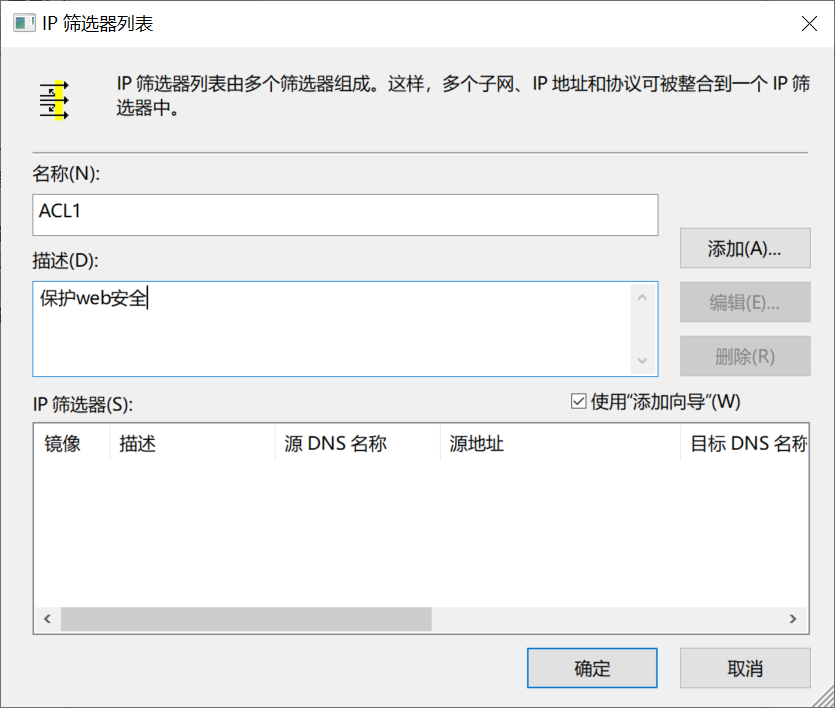 IP 筛选器列表
IP 筛选器列表由多个筛选器组成。这样，多个子网、IP 地址和协议可被整合到一个 IP 筛
选器中。
名称(N):
ACL1
添加(A)...
描述(D):
保护web安全
编辑(E)...
删除(R)
IP 筛选器(S):
使用“添加向导”(W)
镜像 描述 源 DNS 名称 源地址 目标 DNS 名称
确定 取消